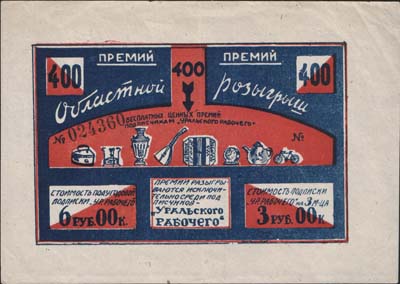 ПРЕМИЙ ПРЕМИЙ
400 400 400
Областной Розыгрыш
БЕСПЛАТНЫХ ЦЕННЫХ ПРЕМИЙ
ПОДПИСЧИКАМ „УРАЛЬСКОГО РАБОЧЕГО"
№ 024360 №
СТОИМОСТЬ ПОЛУГОДОВОЙ
ПОДПИСКИ „УР. РАБОЧЕГО"
6 РУБ. 00 К.
ПРЕМИИ РАЗЫГРЫ-
ВАЮТСЯ ИСКЛЮЧИ-
ТЕЛЬНО СРЕДИ ПОД-
ПИСЧИКОВ
„УРАЛЬСКОГО
РАБОЧЕГО"
СТОИМОСТЬ ПОДПИСКИ
„УР. РАБОЧЕГО" НА 3 М-ЦА
3 РУБ. 00 К.